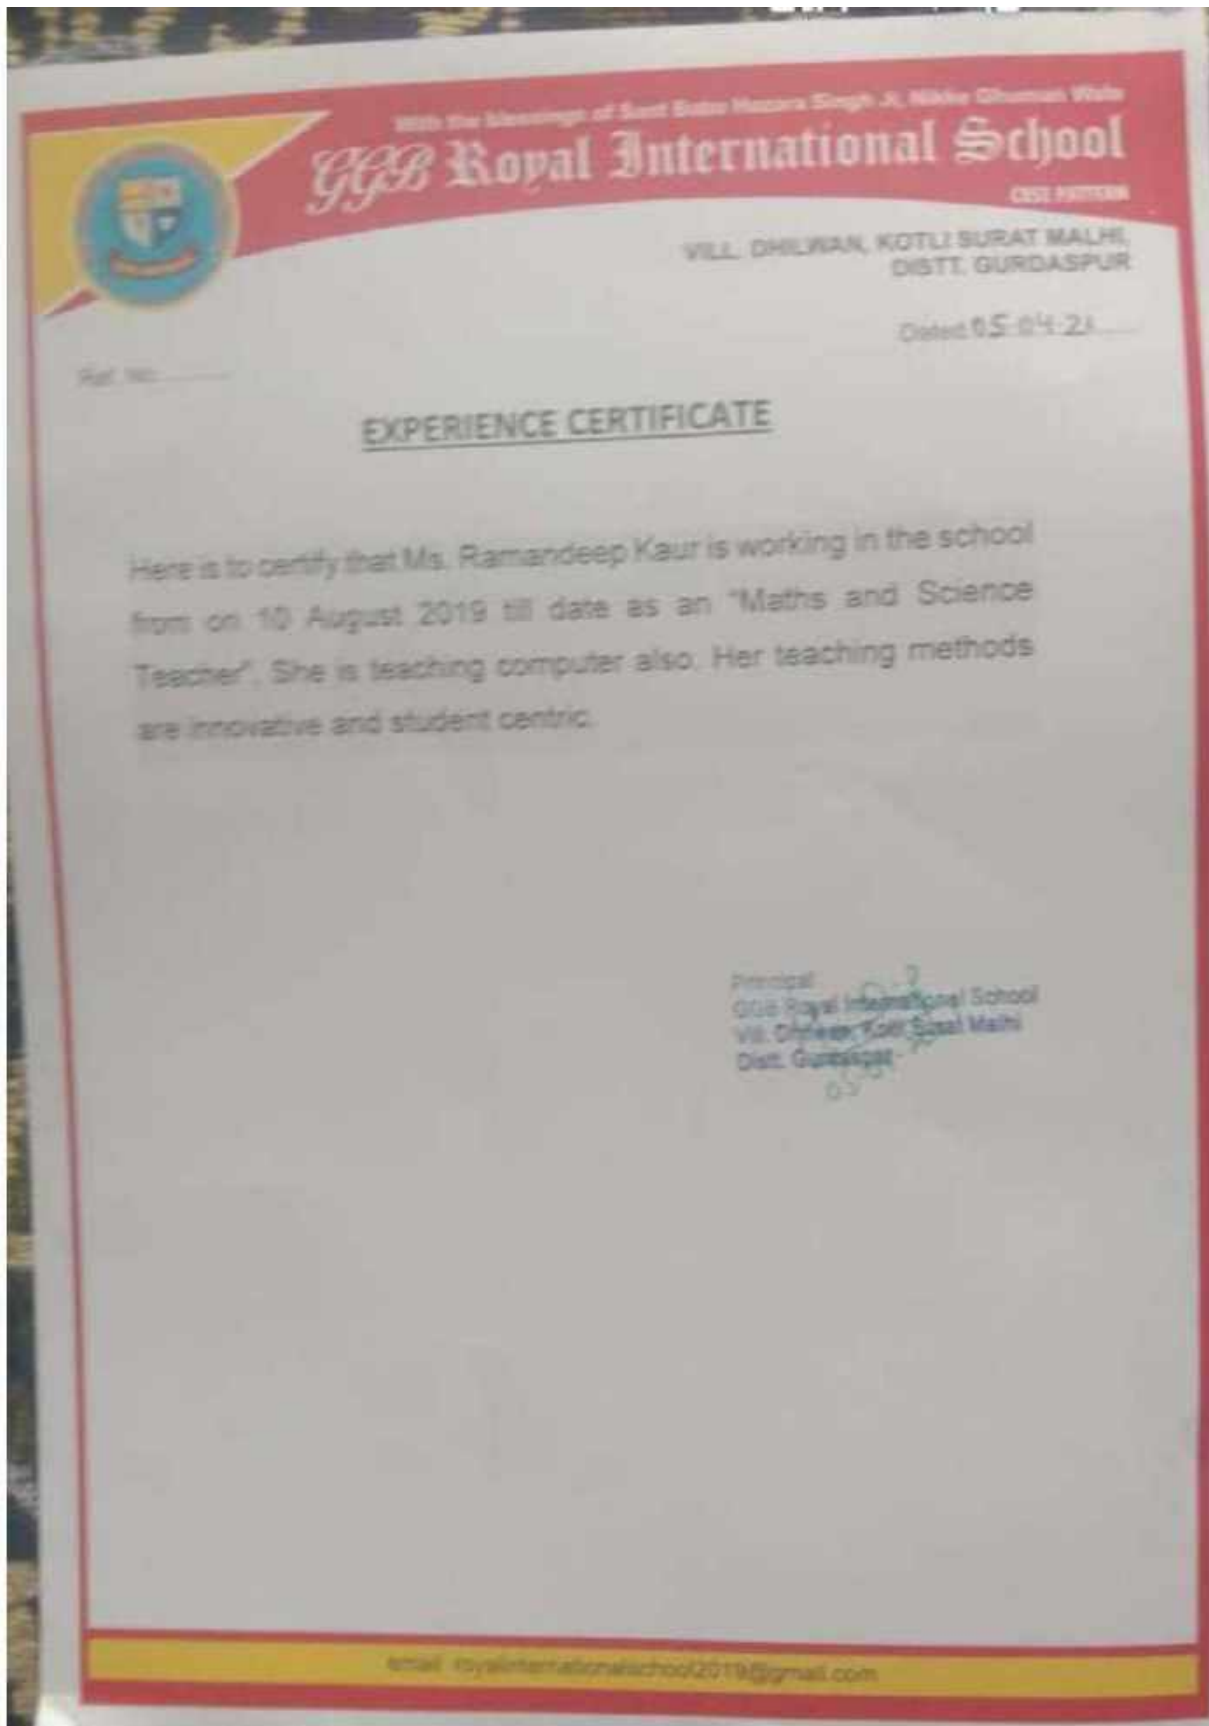 With the blessings of Sant Baba Hazara Singh Ji, Nikke Ghuman Wale
GGB Royal International School
CBSE PATTERN
VILL. DHILWAN, KOTLI SURAT MALHI,
DISTT. GURDASPUR
Dated 05-04-21
Ref. No.
EXPERIENCE CERTIFICATE
Here is to certify that Ms. Ramandeep Kaur is working in the school
from on 10 August 2019 till date as an "Maths and Science
Teacher". She is teaching computer also. Her teaching methods
are innovative and student centric.
Principal
GGB Royal International School
Vill. Dhilwan, Kotli Surat Malhi
Distt. Gurdaspur
email royalinternationalschool2019@gmail.com